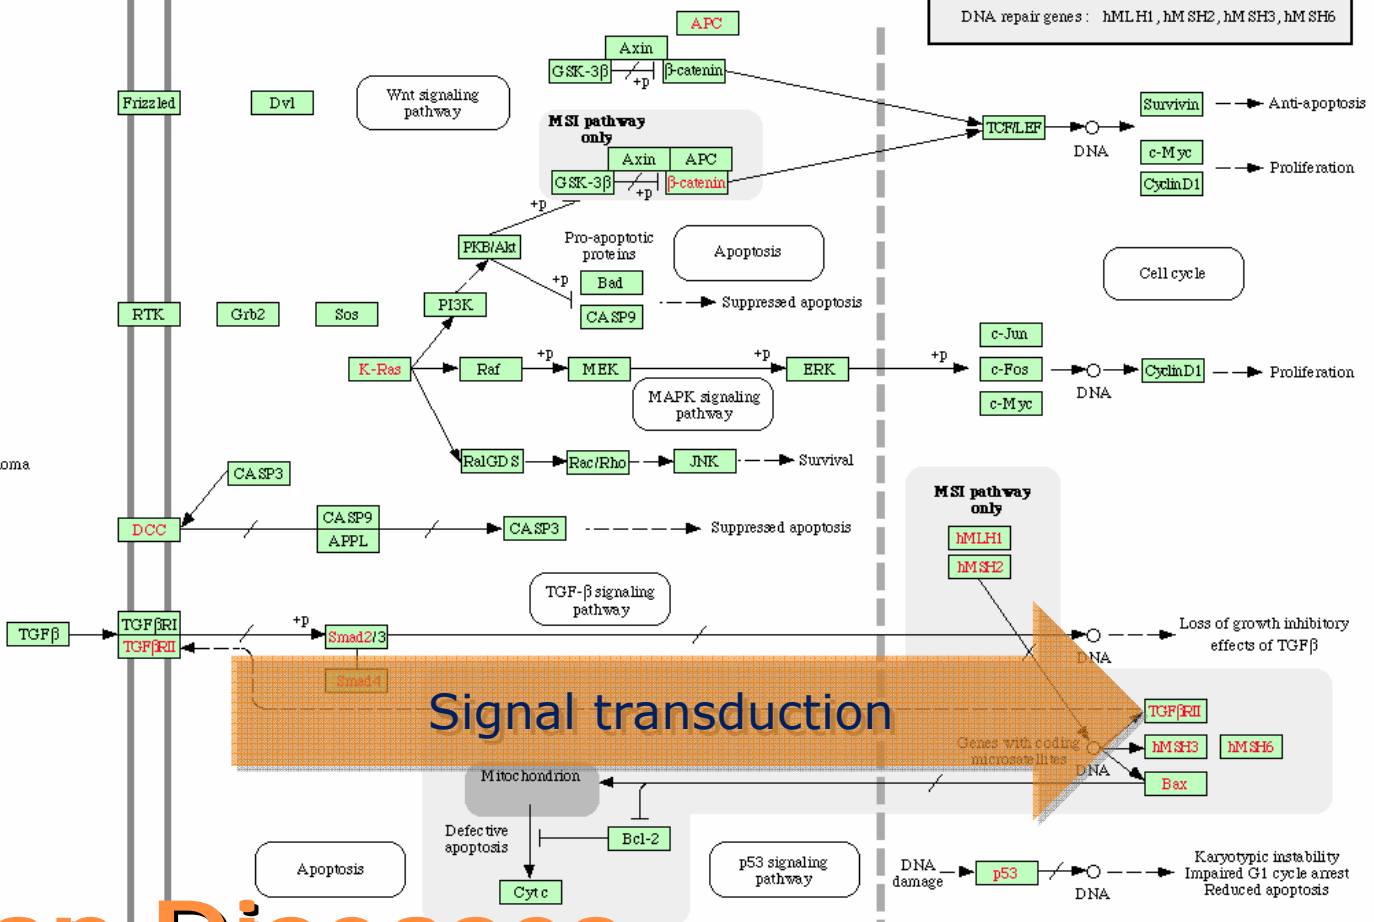 DNA repair genes : hMLH1, hMSH2, hMSH3, hMSH6
APC
Axin
GSK-3β
+p
β-catenin
Frizzled
Dvl
Wnt signaling
pathway
MSI pathway
only
Axin
APC
GSK-3β
+p
β-catenin
TCF/LEF
DNA
Survivin
Anti-apoptosis
c-Myc
CyclinD1
Proliferation
+p
PKB/Akt
Pro-apoptotic
proteins
Apoptosis
Cell cycle
+p
Bad
CASP9
Suppressed apoptosis
RTK
Grb2
Sos
PI3K
K-Ras
Raf
+p
MEK
+p
ERK
+p
c-Jun
c-Fos
c-Myc
DNA
CyclinD1
Proliferation
MAPK signaling
pathway
RalGDS
Rac/Rho
JNK
Survival
oma
CASP3
DCC
CASP9
APPL
CASP3
Suppressed apoptosis
MSI pathway
only
hMLH1
hMSH2
TGF-β signaling
pathway
TGFβ
TGFβRI
TGFβRII
+p
Smad2/3
Smad4
DNA
Loss of growth inhibitory
effects of TGFβ
Signal transduction
TGFβRII
Genes with coding
microsatellites
DNA
hMSH3
hMSH6
Bax
Mitochondrion
Defective
apoptosis
Bcl-2
Cyt c
Apoptosis
p53 signaling
pathway
DNA
damage
p53
DNA
Karyotypic instability
Impaired G1 cycle arrest
Reduced apoptosis
an Diseases